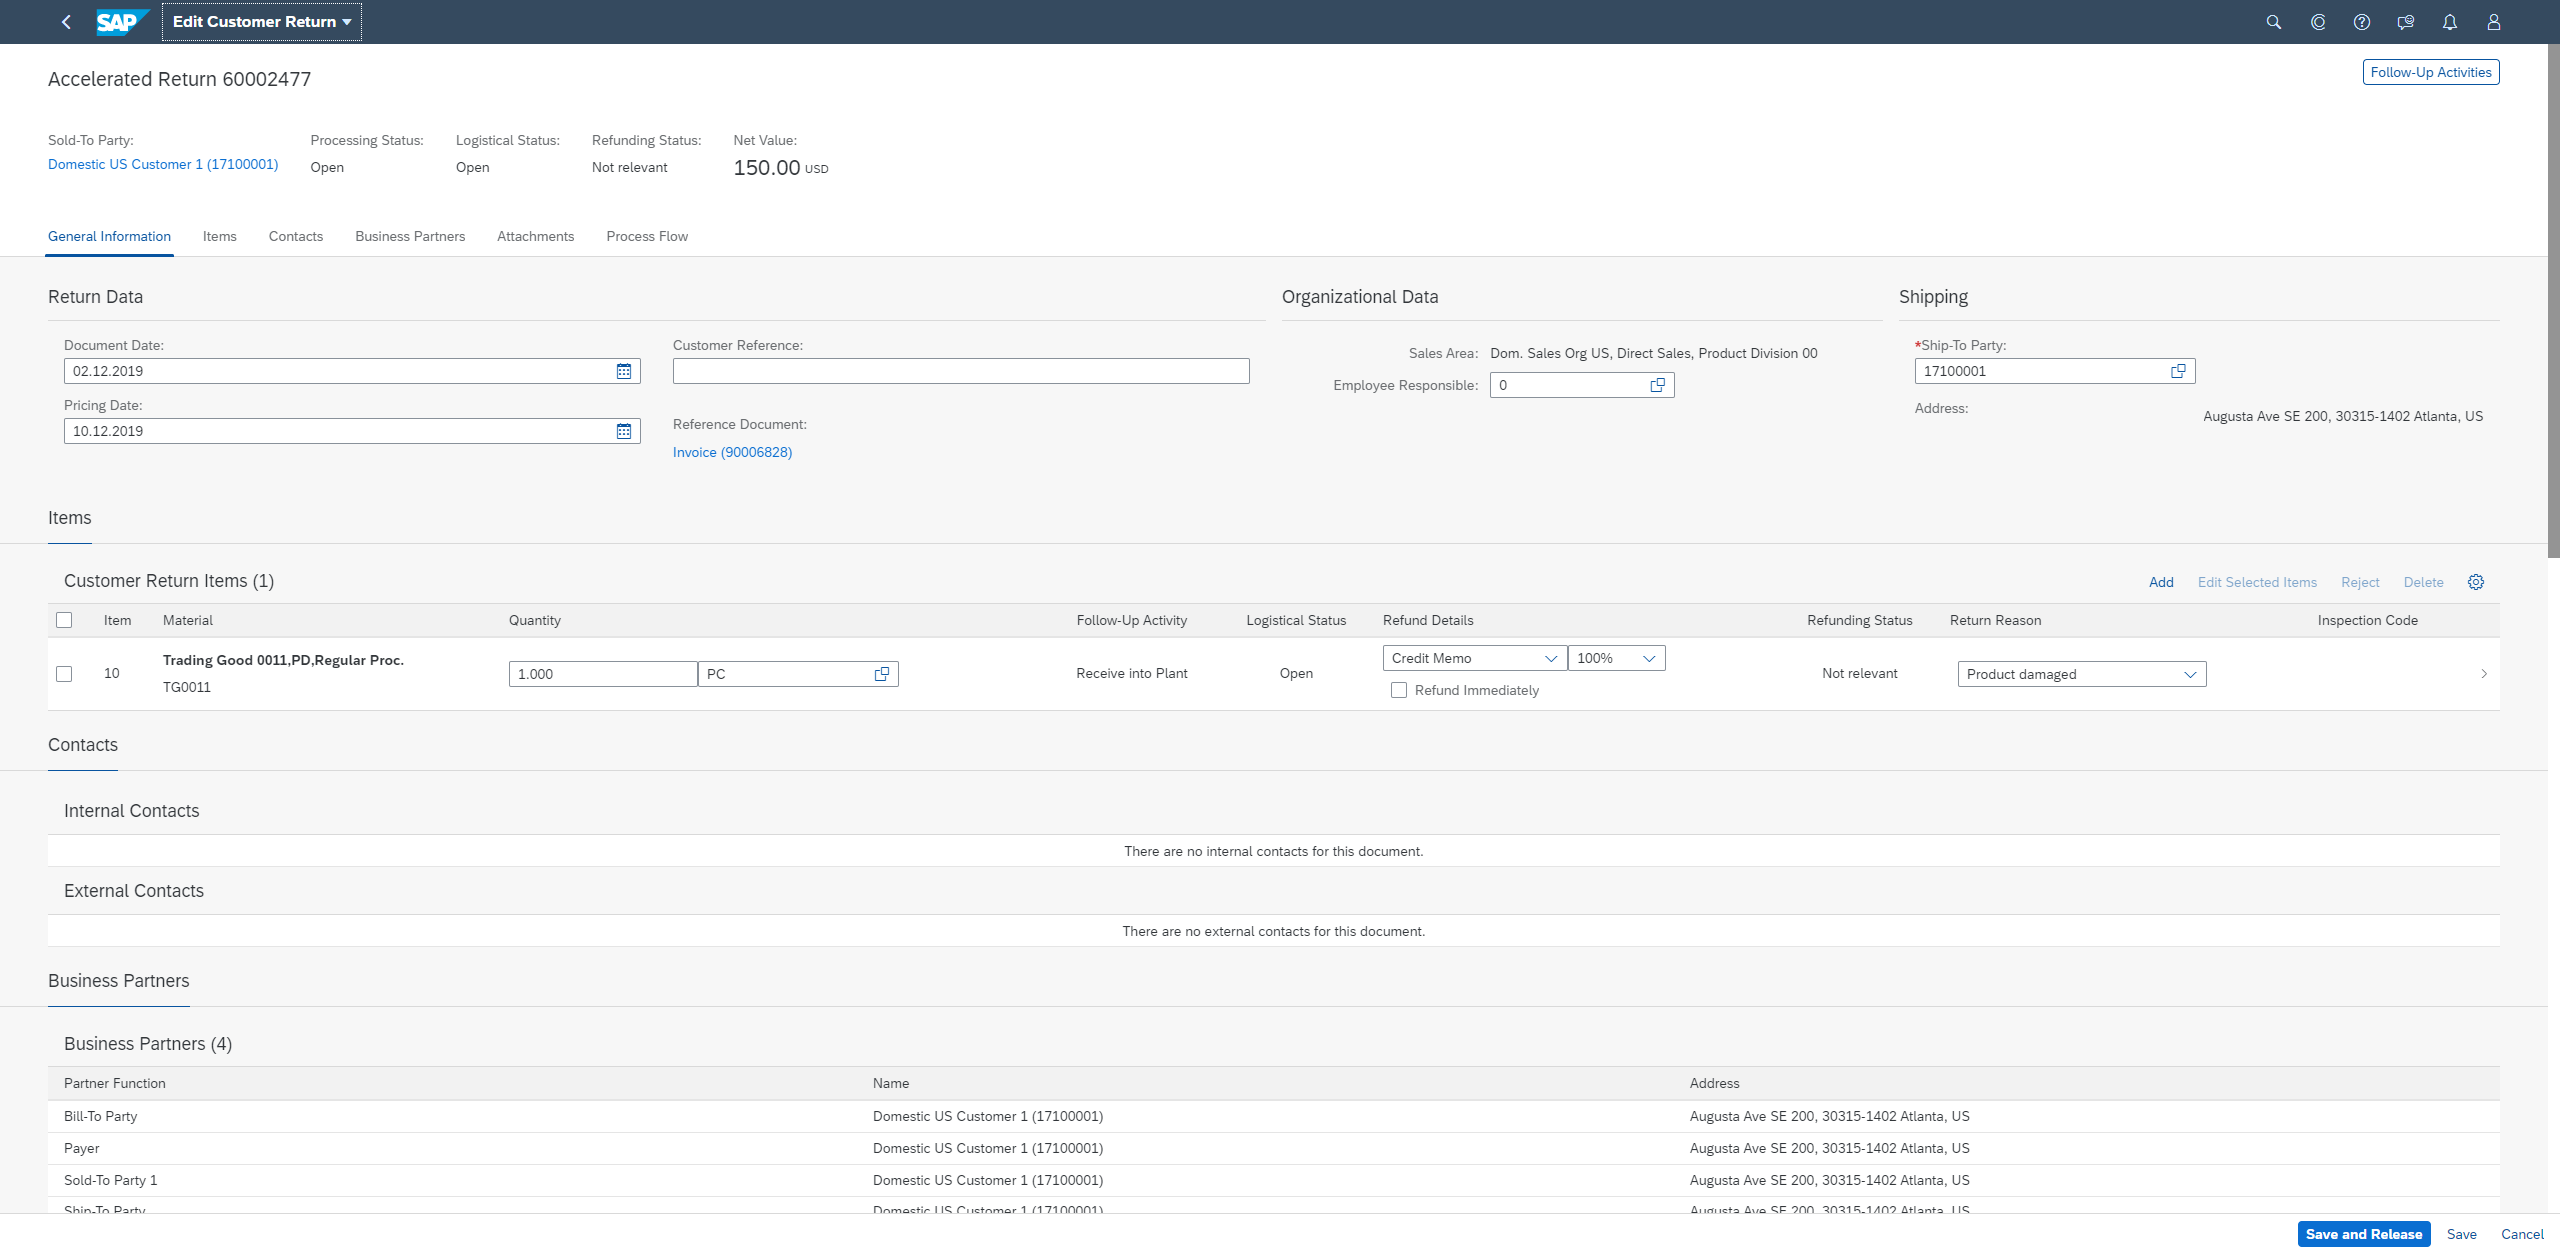 SAP Edit Customer Return
Accelerated Return 60002477
Follow-Up Activities
Sold-To Party: Processing Status: Logistical Status: Refunding Status: Net Value:
Domestic US Customer 1 (17100001) Open Open Not relevant 150.00 USD
General Information Items Contacts Business Partners Attachments Process Flow
Return Data Organizational Data Shipping
Document Date: Customer Reference: *Ship-To Party:
Sales Area: Dom. Sales Org US, Direct Sales, Product Division 00
02.12.2019 17100001
Employee Responsible: 0
Pricing Date: Address:
Augusta Ave SE 200, 30315-1402 Atlanta, US
10.12.2019 Reference Document:
Invoice (90006828)
Items
Customer Return Items (1) Add Edit Selected Items Reject Delete
Item Material Quantity Follow-Up Activity Logistical Status Refund Details Refunding Status Return Reason Inspection Code
Trading Good 0011,PD,Regular Proc. Credit Memo 100%
10 1.000 PC Receive into Plant Open Not relevant Product damaged
TG0011 Refund Immediately
Contacts
Internal Contacts
There are no internal contacts for this document.
External Contacts
There are no external contacts for this document.
Business Partners
Business Partners (4)
Partner Function Name Address
Bill-To Party Domestic US Customer 1 (17100001) Augusta Ave SE 200, 30315-1402 Atlanta, US
Payer Domestic US Customer 1 (17100001) Augusta Ave SE 200, 30315-1402 Atlanta, US
Sold-To Party 1 Domestic US Customer 1 (17100001) Augusta Ave SE 200, 30315-1402 Atlanta, US
Ship-To Party Domestic US Customer 1 (17100001) Augusta Ave SE 200, 30315-1402 Atlanta, US
Save and Release Save Cancel